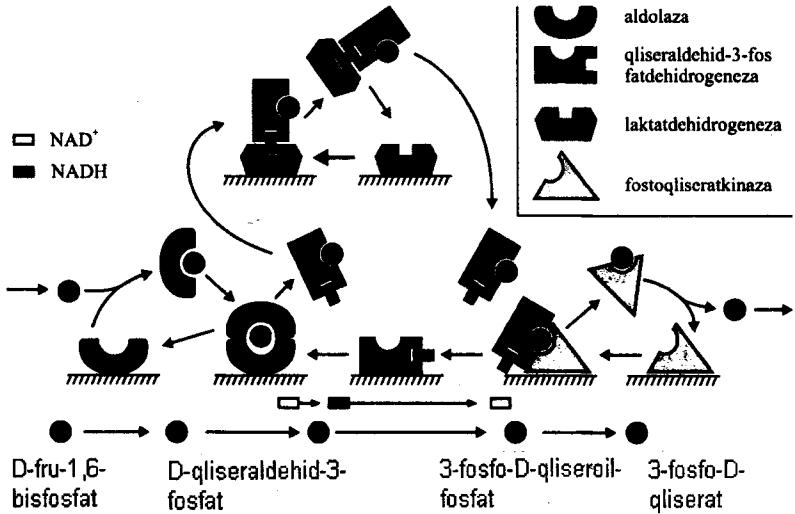 aldolaza
qliseraldehid-3-fos
fatdehidrogeneza
laktatdehidrogeneza
fostoqliseratkinaza
NAD+
NADH
D-fru-1,6-
bisfosfat
D-qliseraldehid-3-
fosfat
3-fosfo-D-qliseroil-
fosfat
3-fosfo-D-
qliserat